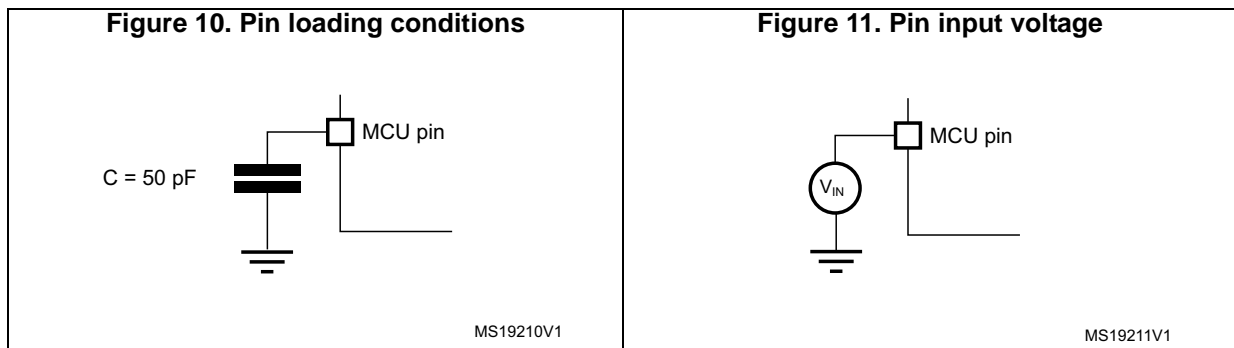 Figure 10. Pin loading conditions
MCU pin
C = 50 pF
MS19210V1
Figure 11. Pin input voltage
MCU pin
VIN
MS19211V1